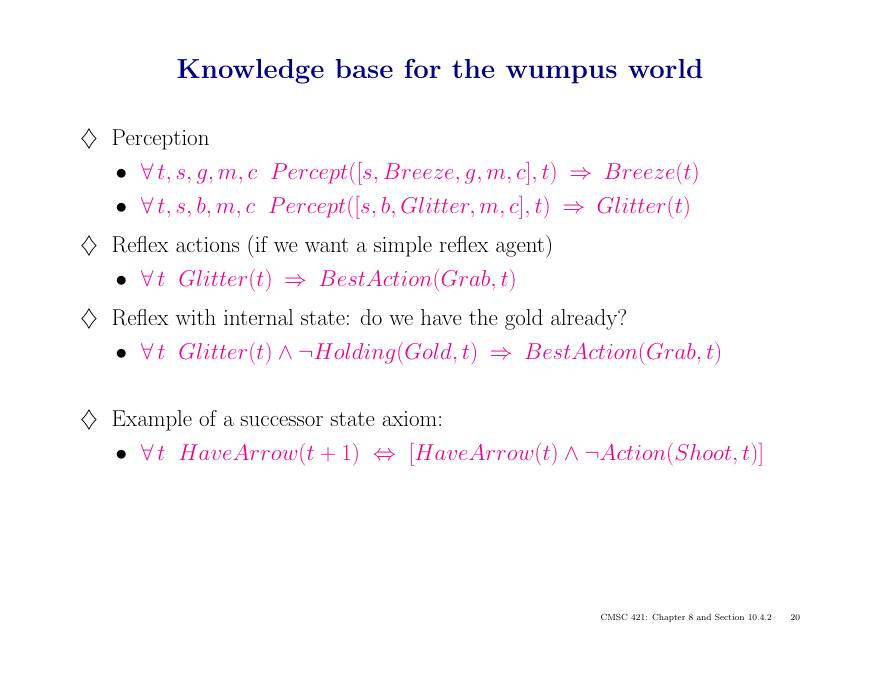 Knowledge base for the wumpus world
♢ Perception
• ∀ t, s, g, m, c Percept([s, Breeze, g, m, c], t) ⇒ Breeze(t)
• ∀ t, s, b, m, c Percept([s, b, Glitter, m, c], t) ⇒ Glitter(t)
♢ Reflex actions (if we want a simple reflex agent)
• ∀ t Glitter(t) ⇒ BestAction(Grab, t)
♢ Reflex with internal state: do we have the gold already?
• ∀ t Glitter(t) ∧ ¬Holding(Gold, t) ⇒ BestAction(Grab, t)
♢ Example of a successor state axiom:
• ∀ t HaveArrow(t + 1) ⇔ [HaveArrow(t) ∧ ¬Action(Shoot, t)]
CMSC 421: Chapter 8 and Section 10.4.2 20